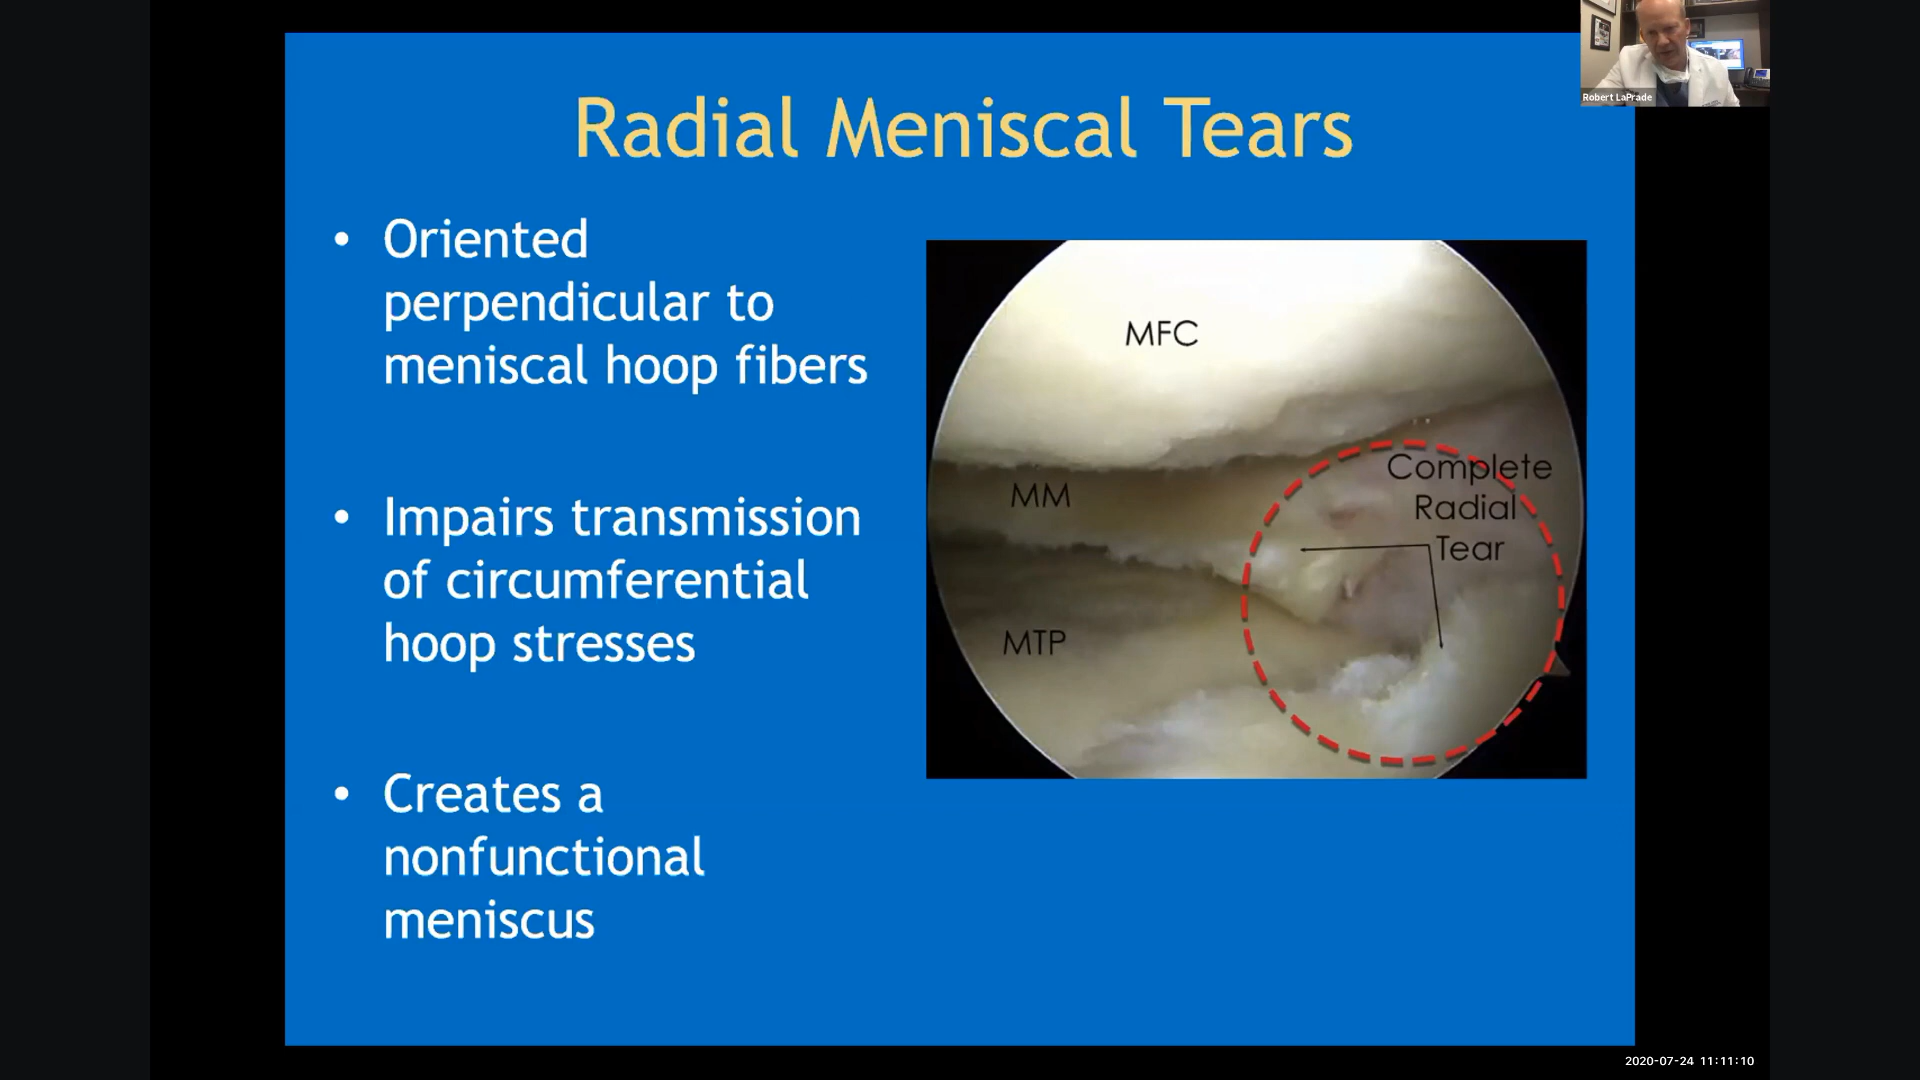 Robert LaPrade
Radial Meniscal Tears
• Oriented
perpendicular to
meniscal hoop fibers
• Impairs transmission
of circumferential
hoop stresses
• Creates a
nonfunctional
meniscus
MFC
MM
MTP
Complete
Radial
Tear
2020-07-24 11:11:10